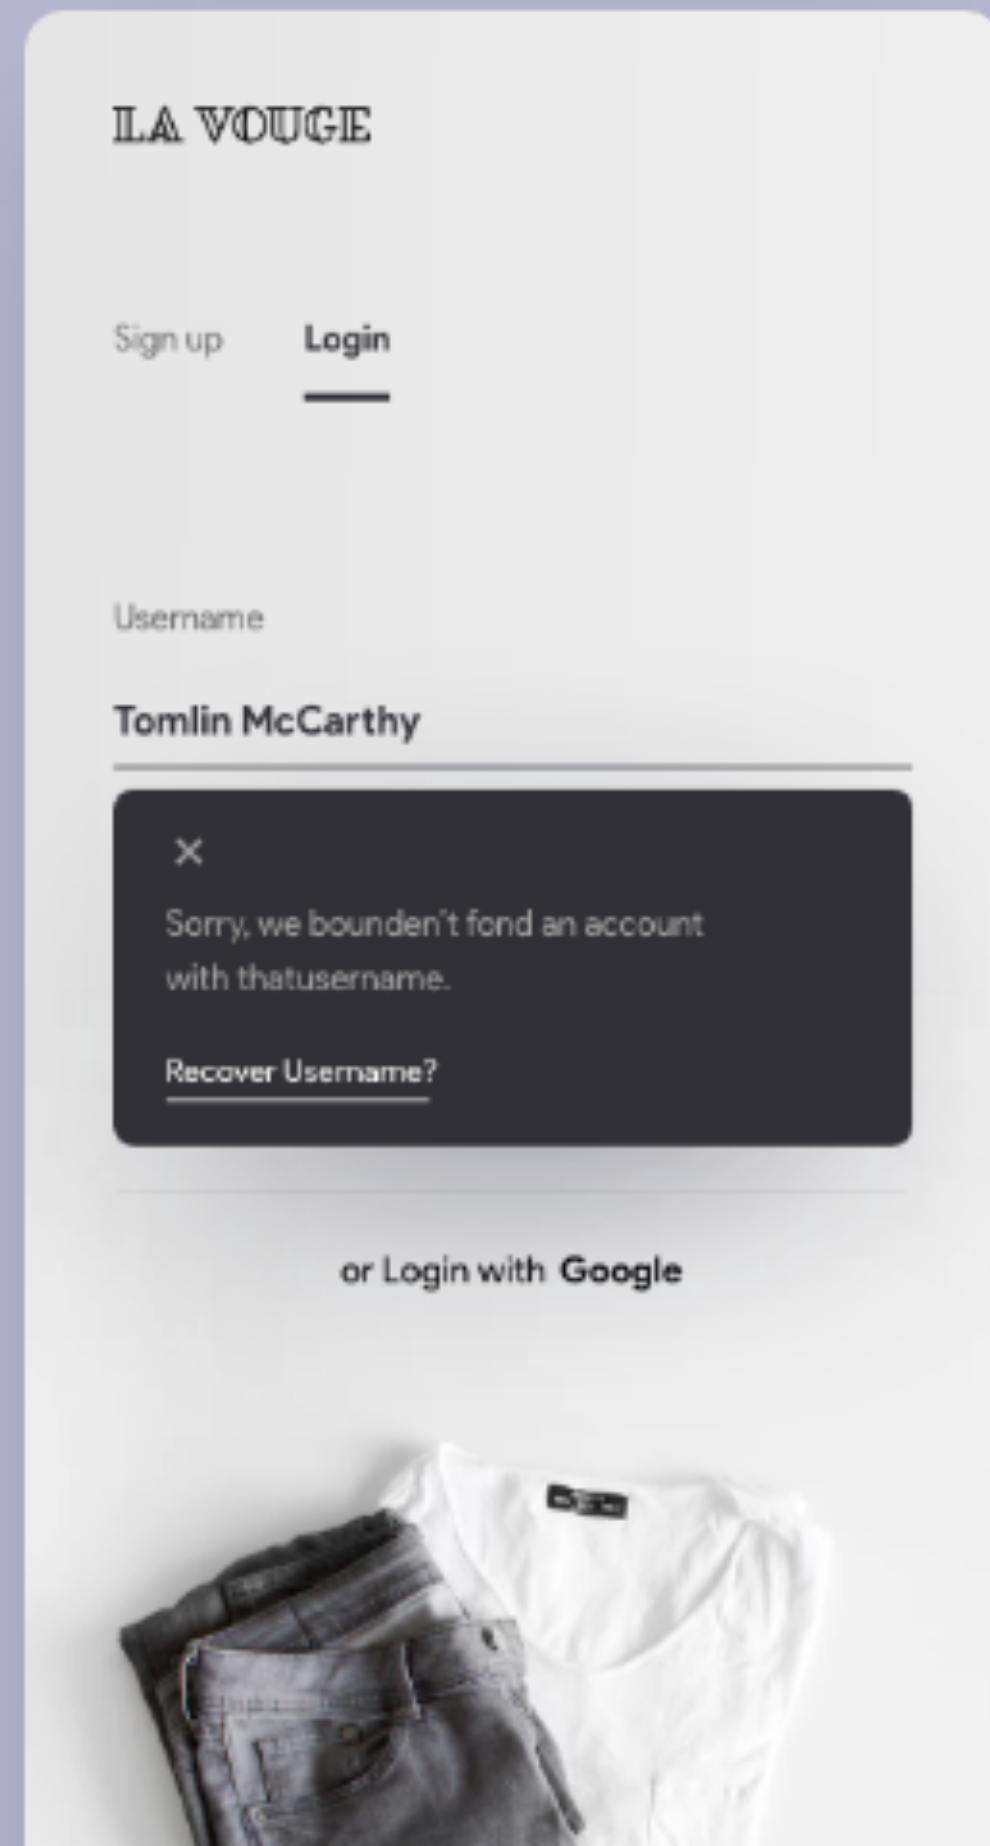 LA VOUGE
Sign up Login
Username
Tomlin McCarthy
Sorry, we bounden't fond an account
with thatusername.
Recover Username?
or Login with Google